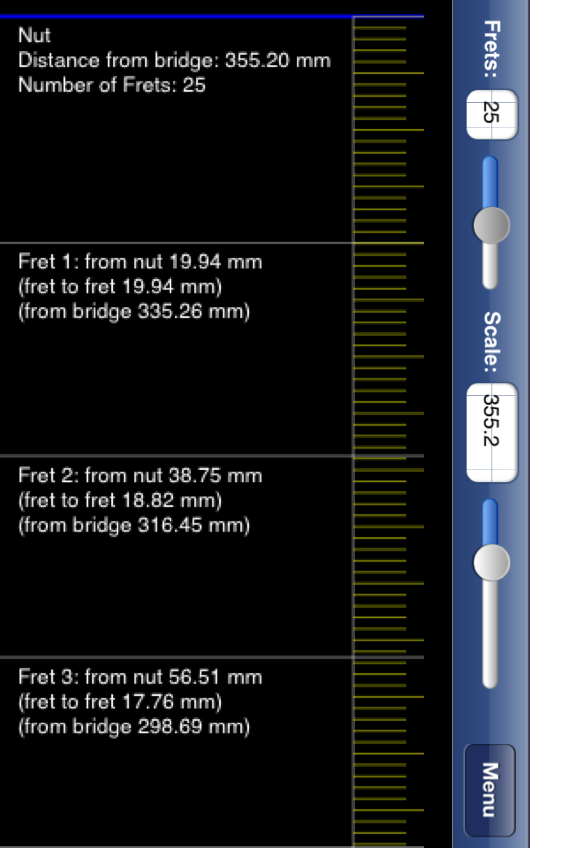 Nut
Distance from bridge: 355.20 mm
Number of Frets: 25
Fret 1: from nut 19.94 mm
(fret to fret 19.94 mm)
(from bridge 335.26 mm)
Fret 2: from nut 38.75 mm
(fret to fret 18.82 mm)
(from bridge 316.45 mm)
Fret 3: from nut 56.51 mm
(fret to fret 17.76 mm)
(from bridge 298.69 mm)
Frets:
25
Scale:
355.2
Menu